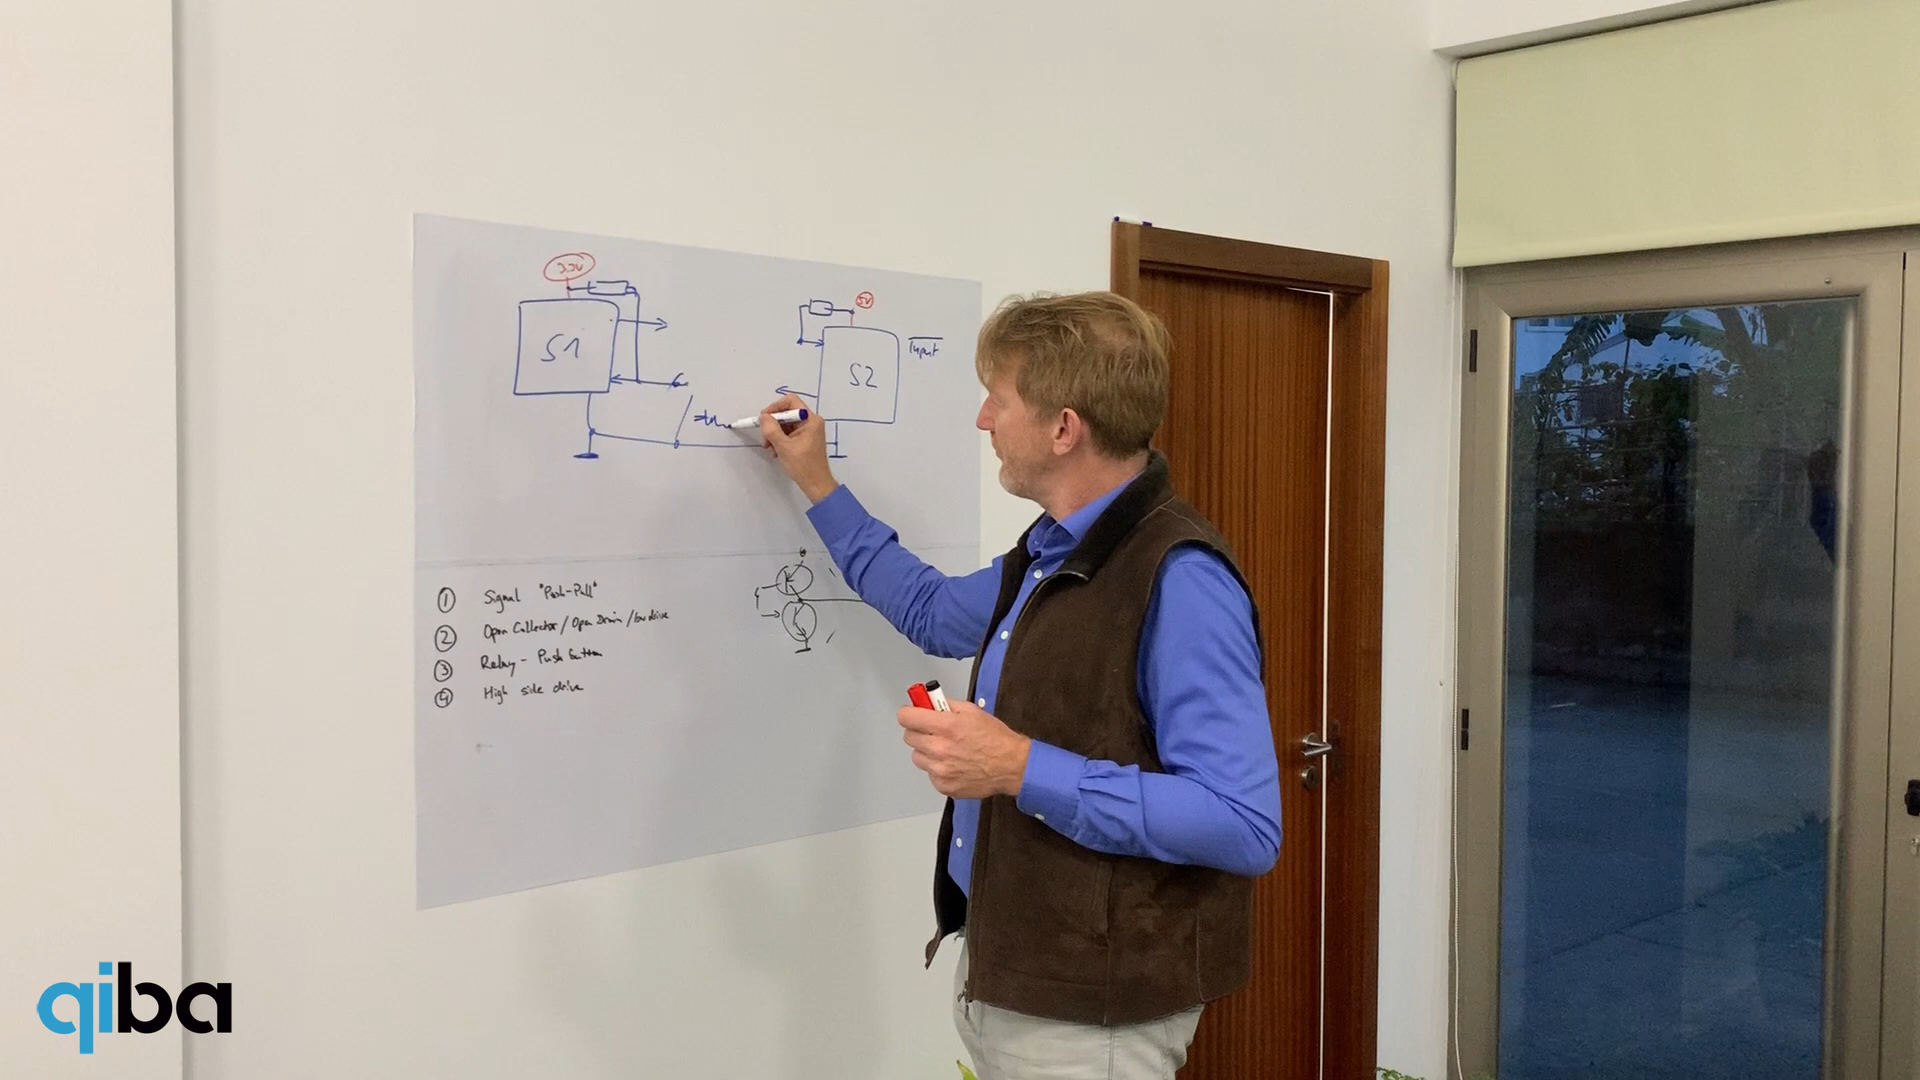 3.3V
5V
S1
S2
Input
① Signal "Push-Pull"
② Open Collector / Open Drain / low drive
③ Relay - Push button
④ High side drive
qiba